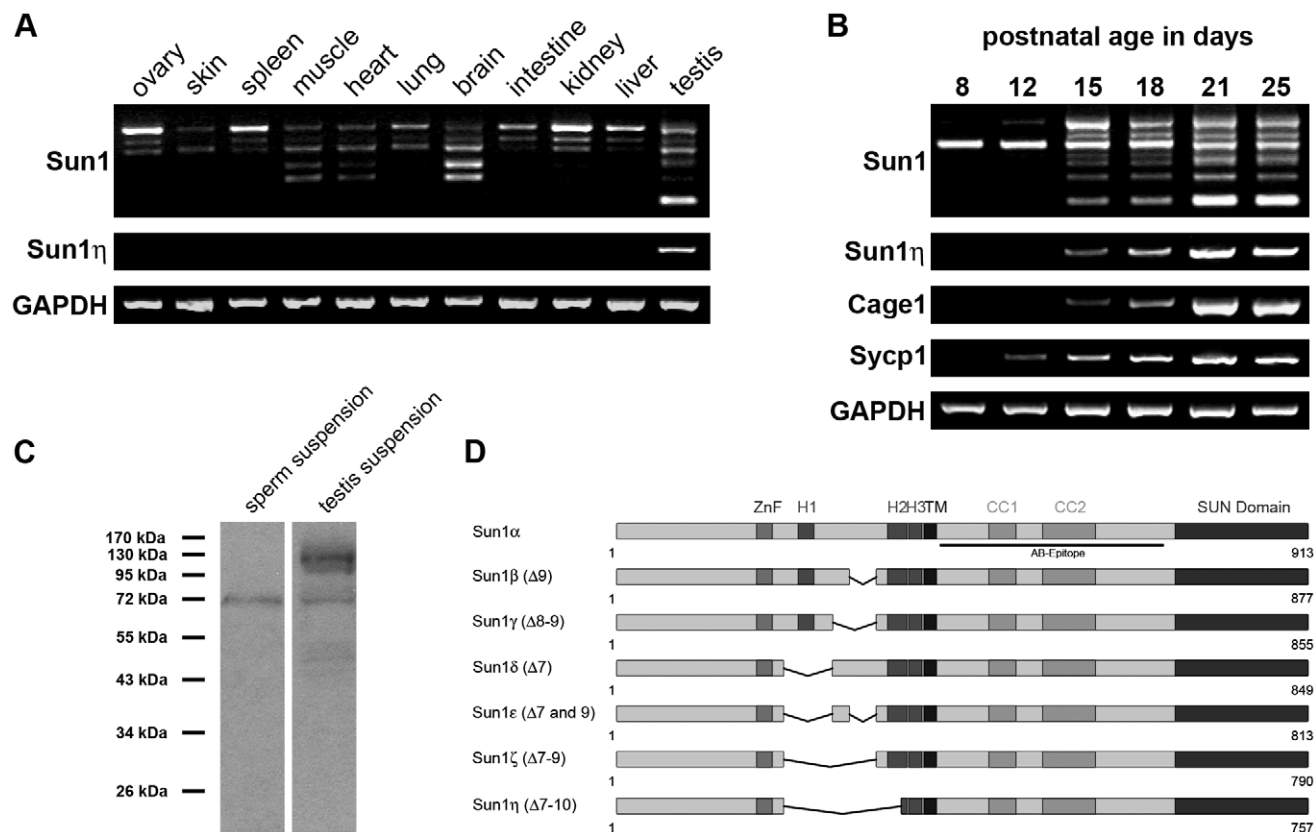 A
ovary skin spleen muscle heart lung brain intestine kidney liver testis
Sun1
Sun1η
GAPDH
B
postnatal age in days
8 12 15 18 21 25
Sun1
Sun1η
Cage1
Sycp1
GAPDH
C
sperm suspension
testis suspension
170 kDa
130 kDa
95 kDa
72 kDa
55 kDa
43 kDa
34 kDa
26 kDa
D
ZnF H1 H2H3TM CC1 CC2 SUN Domain
Sun1α
AB-Epitope
1 913
Sun1β (Δ9)
1 877
Sun1γ (Δ8-9)
1 855
Sun1δ (Δ7)
1 849
Sun1ε (Δ7 and 9)
1 813
Sun1ζ (Δ7-9)
1 790
Sun1η (Δ7-10)
1 757